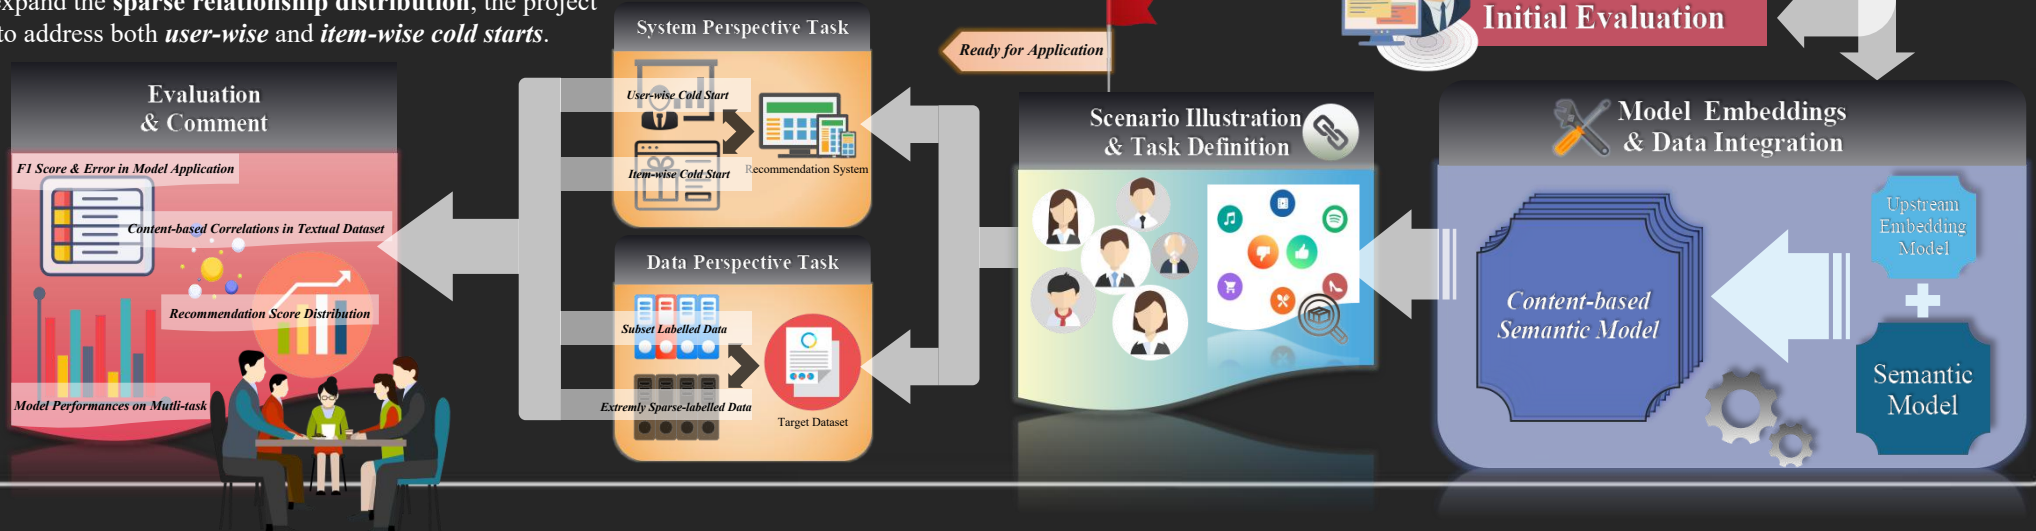 expand the sparse relationship distribution, the project
to address both user-wise and item-wise cold starts.
Evaluation
& Comment
F1 Score & Error in Model Application
Content-based Correlations in Textual Dataset
Recommendation Score Distribution
Model Performances on Mutli-task
System Perspective Task
User-wise Cold Start
Item-wise Cold Start
Recommendation System
Data Perspective Task
Subset Labelled Data
Extremly Sparse-labelled Data
Target Dataset
Ready for Application
Scenario Illustration
& Task Definition
Initial Evaluation
Model Embeddings
& Data Integration
Content-based
Semantic Model
Upstream
Embedding
Model
Semantic
Model